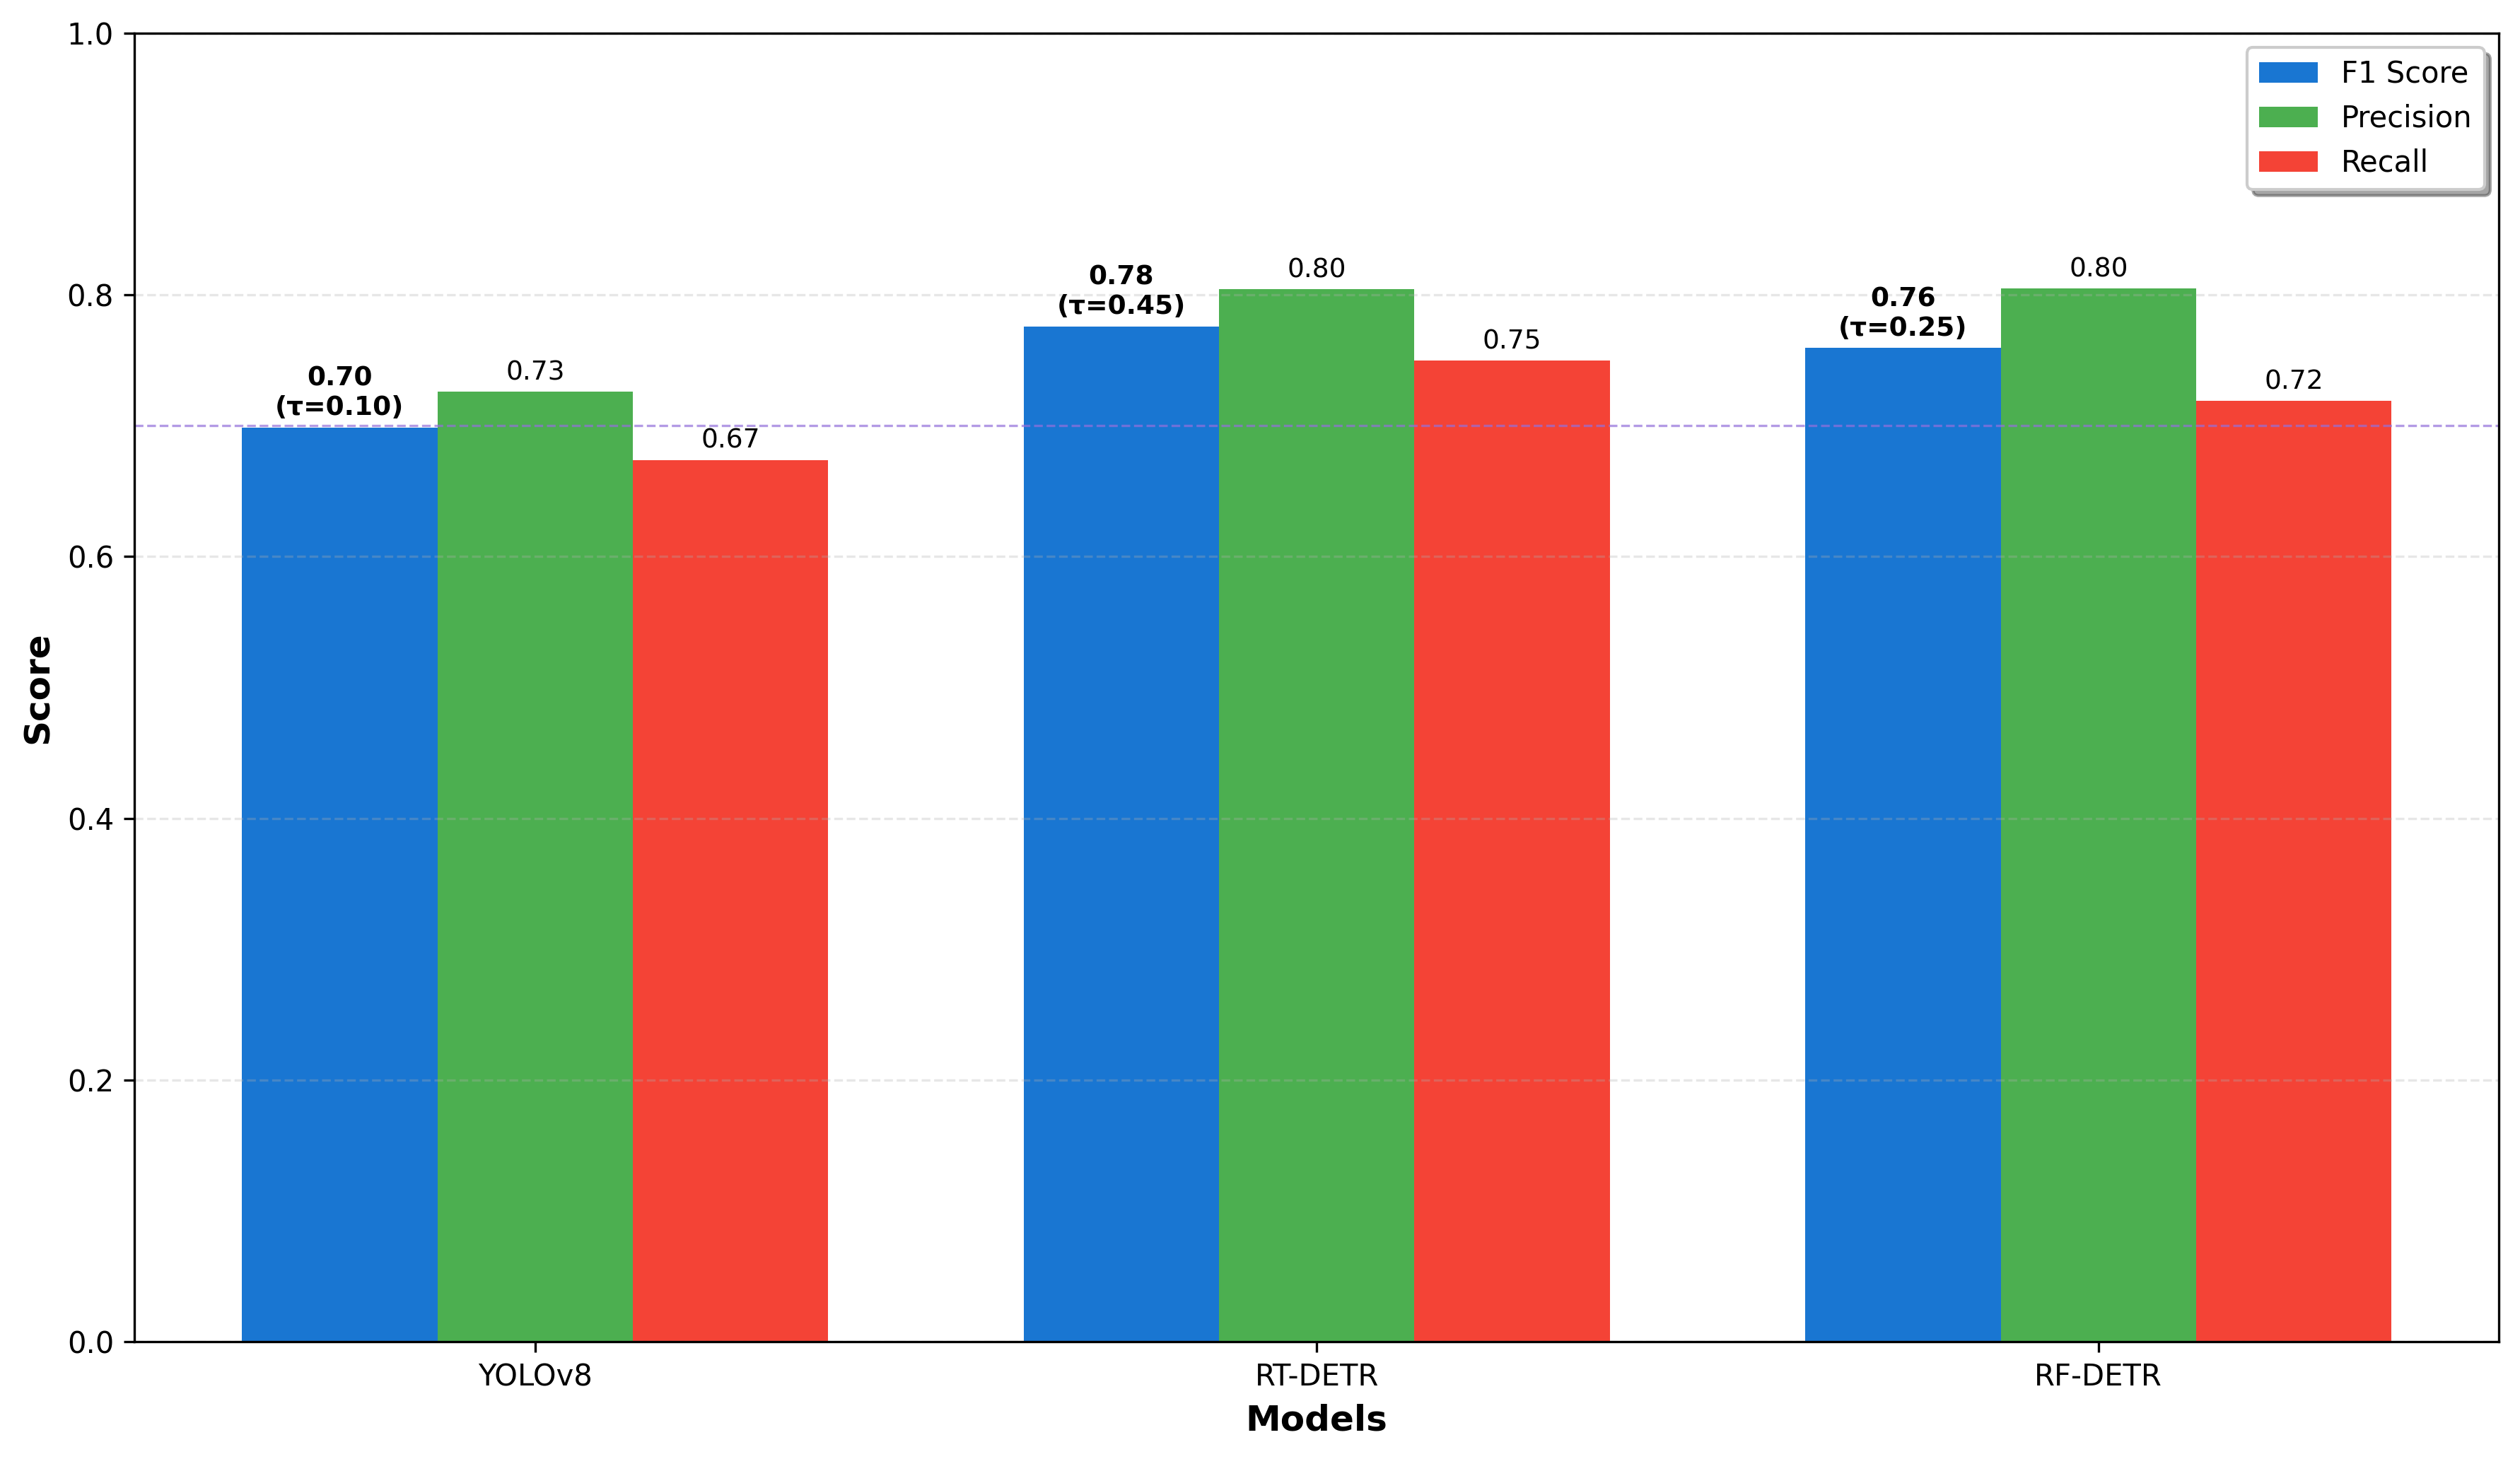 1.0
0.8
0.6
0.4
0.2
0.0
Score
F1 Score
Precision
Recall
0.70
(τ=0.10)
0.73
0.67
0.78
(τ=0.45)
0.80
0.75
0.76
(τ=0.25)
0.80
0.72
YOLOv8
RT-DETR
RF-DETR
Models